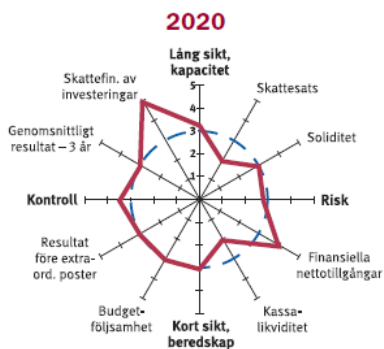 2020
Lång sikt,
kapacitet
Skattefin. av
investeringar
Skattesats
Genomsnittligt
resultat – 3 år
Soliditet
5
4
3
2
1
Kontroll
Risk
Resultat
före extra-
ord. poster
Finansiella
nettotillgångar
Budget-
följsamhet
Kassa-
likviditet
Kort sikt,
beredskap